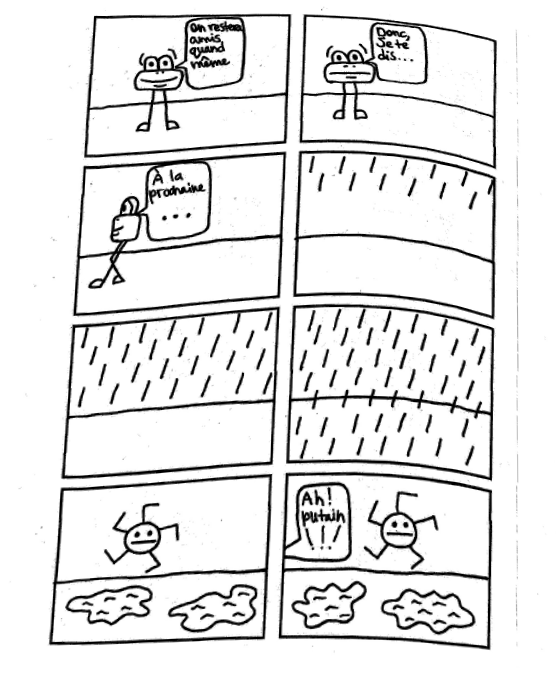 On restera
amis,
quand
même
Donc,
Je te
dis...
À la
prochaine
...
Ah!
putain
!!!